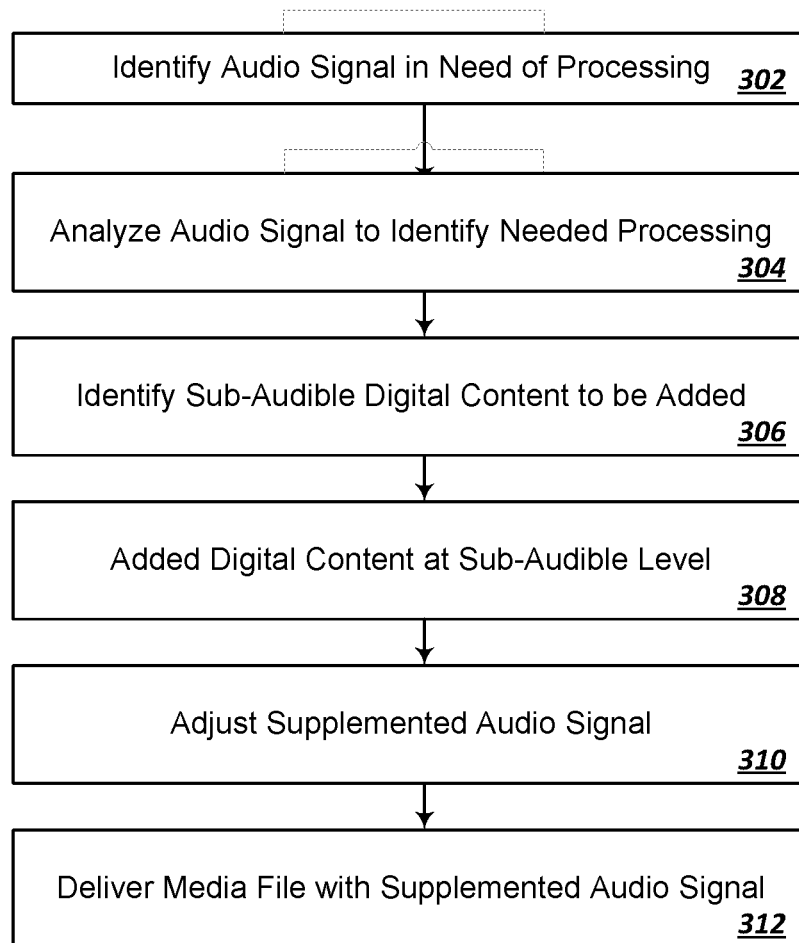 Identify Audio Signal in Need of Processing
302
Analyze Audio Signal to Identify Needed Processing
304
Identify Sub-Audible Digital Content to be Added
306
Added Digital Content at Sub-Audible Level
308
Adjust Supplemented Audio Signal
310
Deliver Media File with Supplemented Audio Signal
312